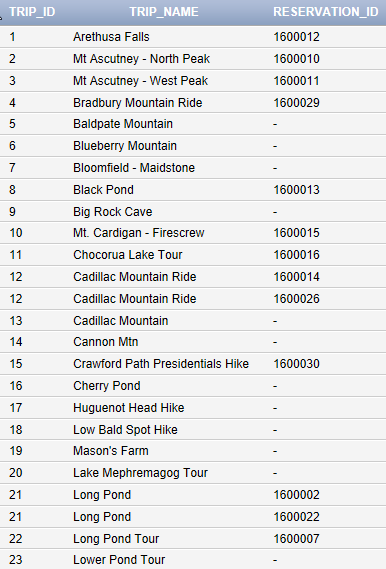 TRIP_ID TRIP_NAME RESERVATION_ID
1 Arethusa Falls 1600012
2 Mt Ascutney - North Peak 1600010
3 Mt Ascutney - West Peak 1600011
4 Bradbury Mountain Ride 1600029
5 Baldpate Mountain -
6 Blueberry Mountain -
7 Bloomfield - Maidstone -
8 Black Pond 1600013
9 Big Rock Cave -
10 Mt. Cardigan - Firescrew 1600015
11 Chocorua Lake Tour 1600016
12 Cadillac Mountain Ride 1600014
12 Cadillac Mountain Ride 1600026
13 Cadillac Mountain -
14 Cannon Mtn -
15 Crawford Path Presidentials Hike 1600030
16 Cherry Pond -
17 Huguenot Head Hike -
18 Low Bald Spot Hike -
19 Mason's Farm -
20 Lake Mephremagog Tour -
21 Long Pond 1600002
21 Long Pond 1600022
22 Long Pond Tour 1600007
23 Lower Pond Tour -